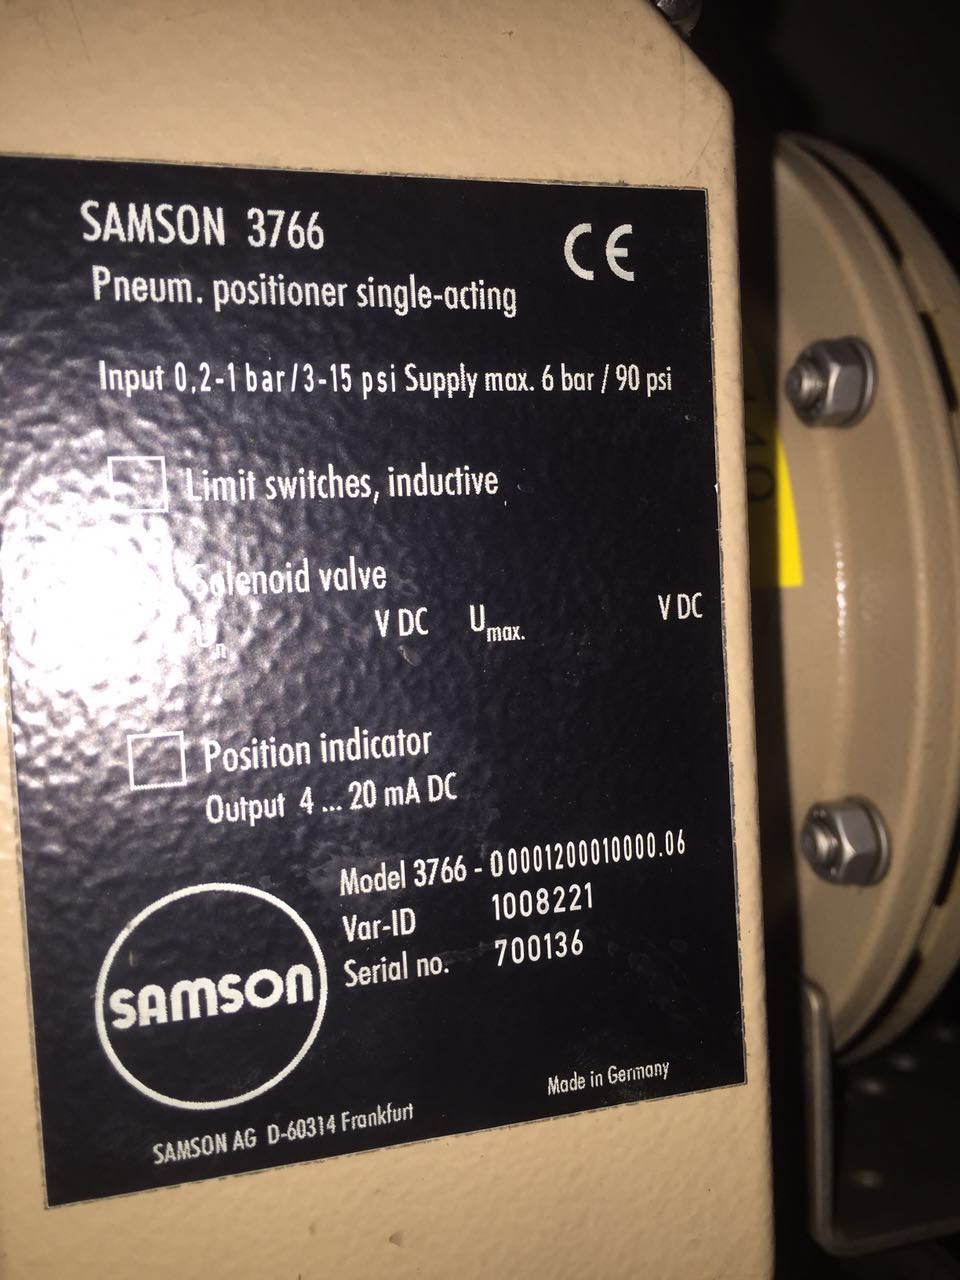 SAMSON 3766
CE
Pneum. positioner single-acting
Input 0,2-1 bar/3-15 psi Supply max. 6 bar / 90 psi
Limit switches, inductive
Solenoid valve
Un V DC Umax. V DC
Position indicator
Output 4 ... 20 mA DC
Model 3766 - 00001200010000.06
Var-ID 1008221
Serial no. 700136
SAMSON
Made in Germany
SAMSON AG D-60314 Frankfurt